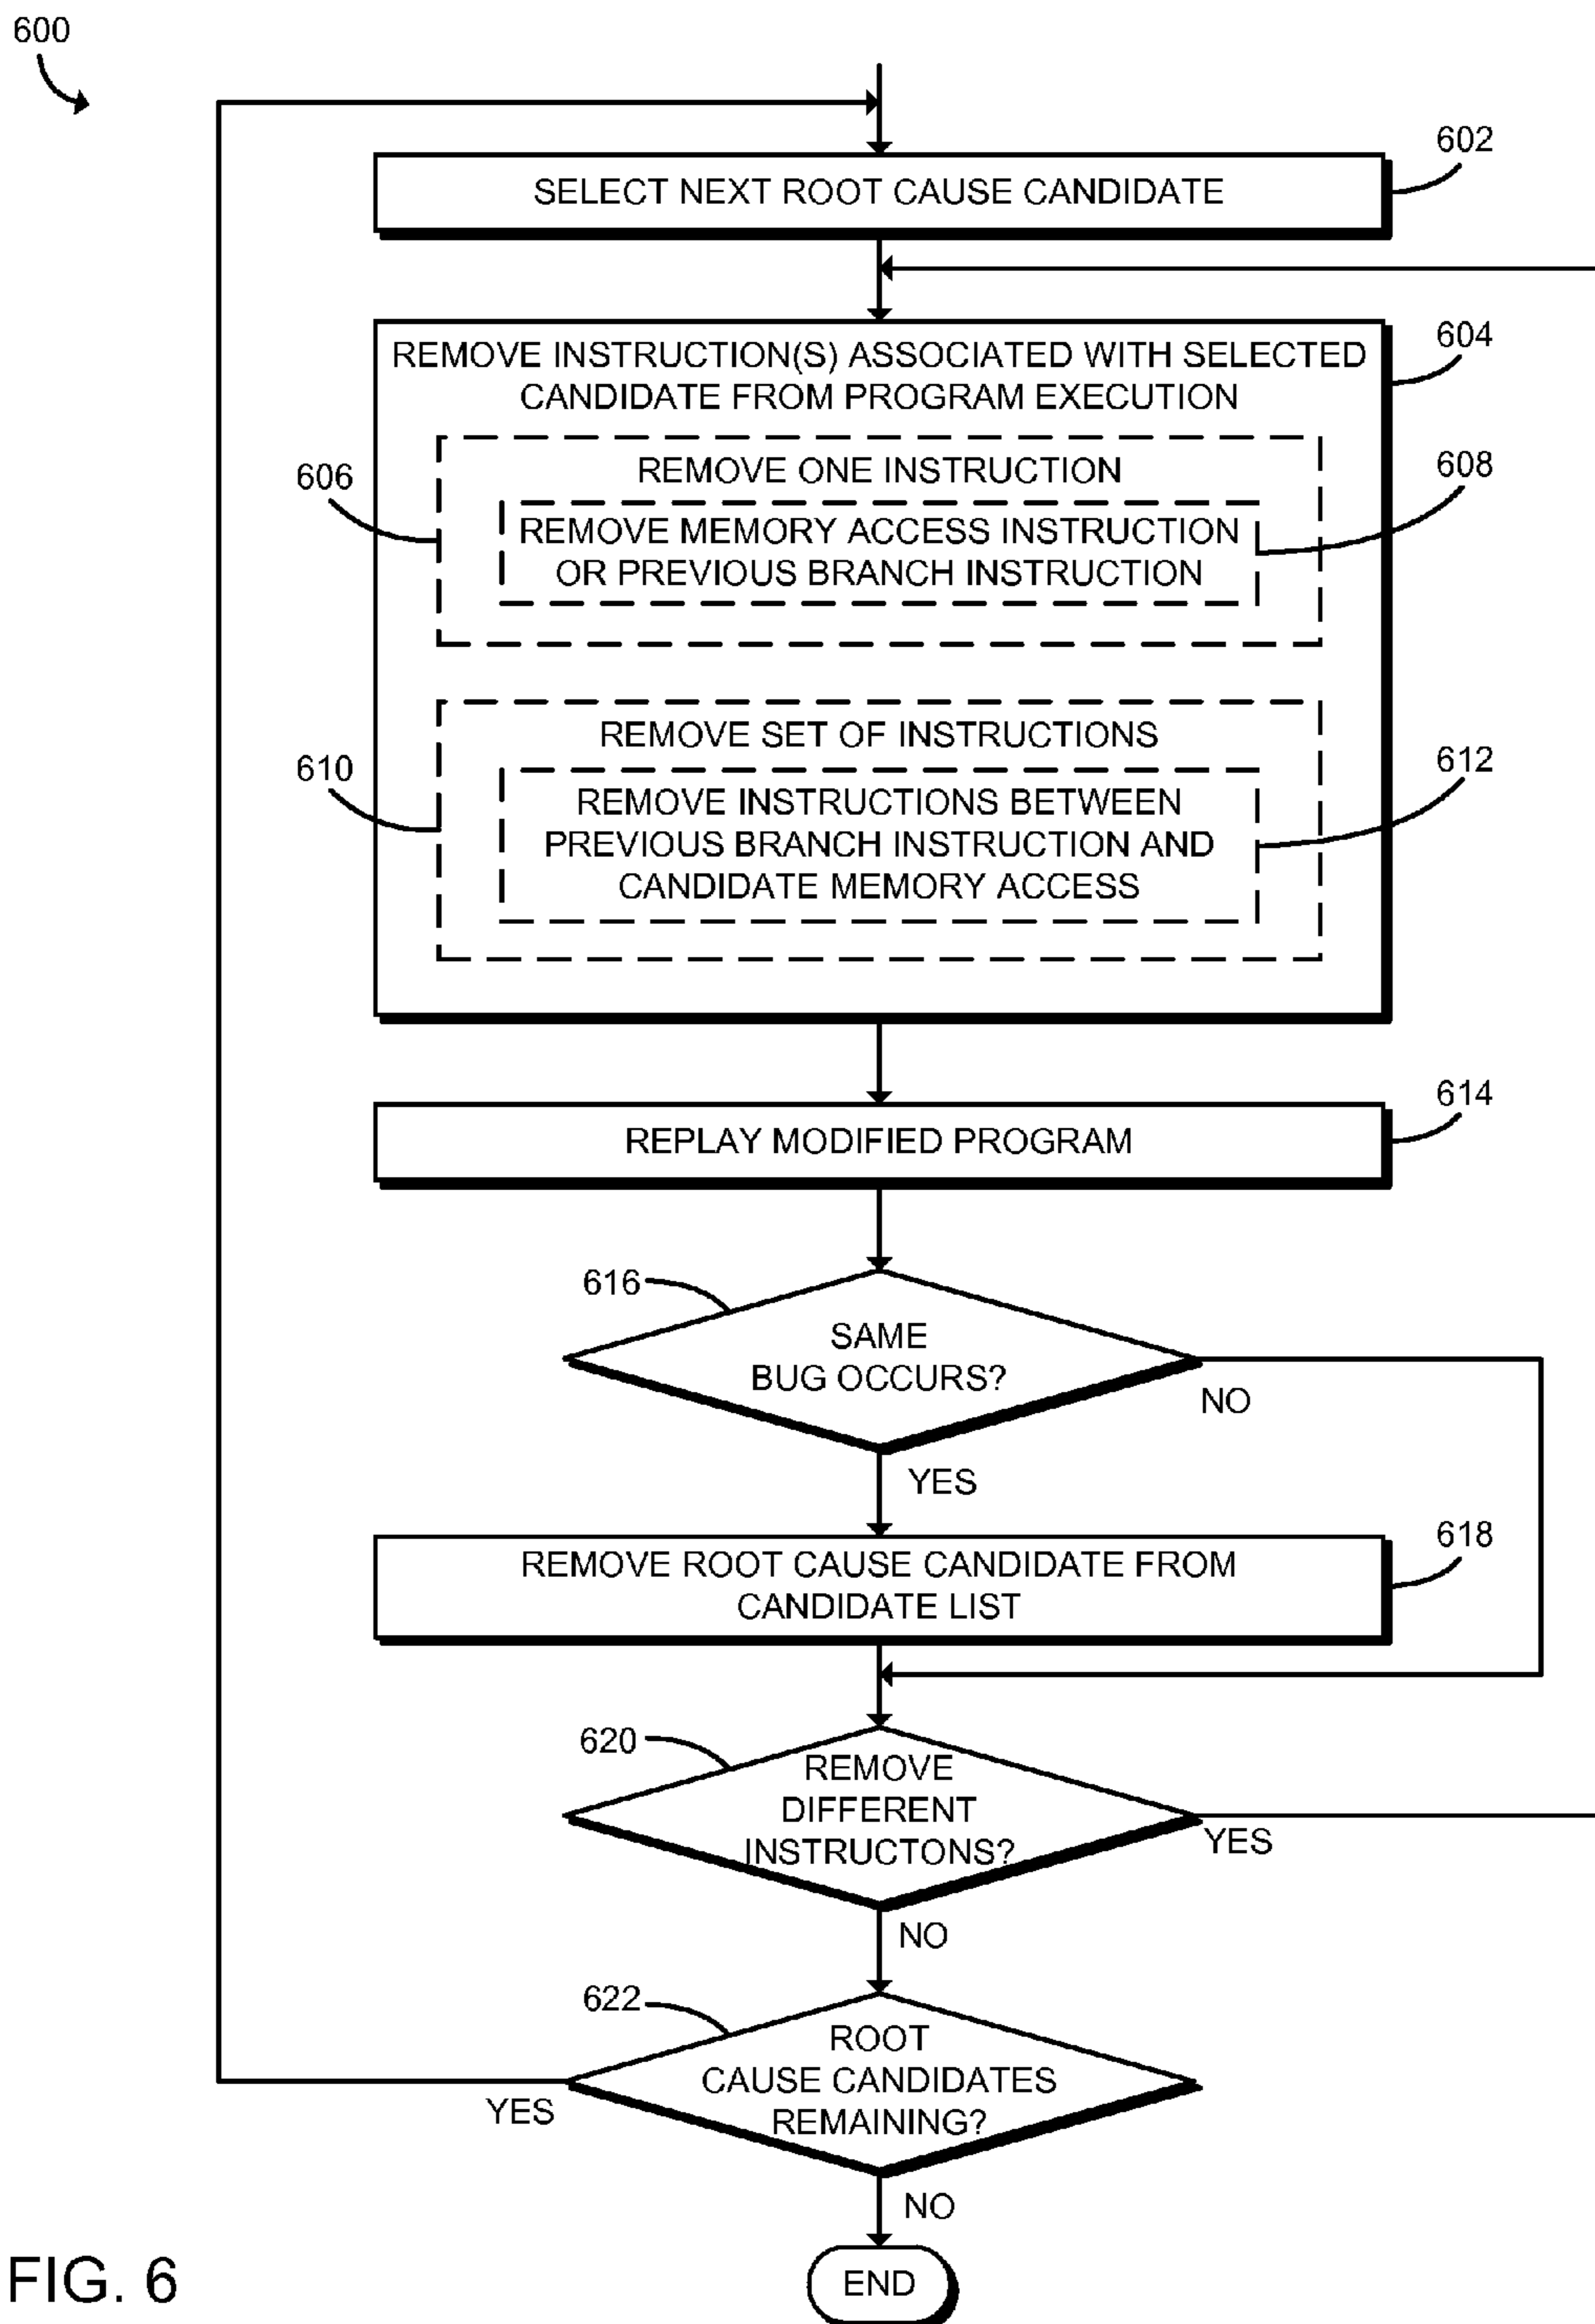 600
602
SELECT NEXT ROOT CAUSE CANDIDATE
604
REMOVE INSTRUCTION(S) ASSOCIATED WITH SELECTED
CANDIDATE FROM PROGRAM EXECUTION
606
REMOVE ONE INSTRUCTION
608
REMOVE MEMORY ACCESS INSTRUCTION
OR PREVIOUS BRANCH INSTRUCTION
610
REMOVE SET OF INSTRUCTIONS
612
REMOVE INSTRUCTIONS BETWEEN
PREVIOUS BRANCH INSTRUCTION AND
CANDIDATE MEMORY ACCESS
614
REPLAY MODIFIED PROGRAM
616
SAME
BUG OCCURS?
NO
YES
618
REMOVE ROOT CAUSE CANDIDATE FROM
CANDIDATE LIST
620
REMOVE
DIFFERENT
INSTRUCTONS?
YES
NO
622
ROOT
CAUSE CANDIDATES
REMAINING?
YES
NO
END
FIG. 6